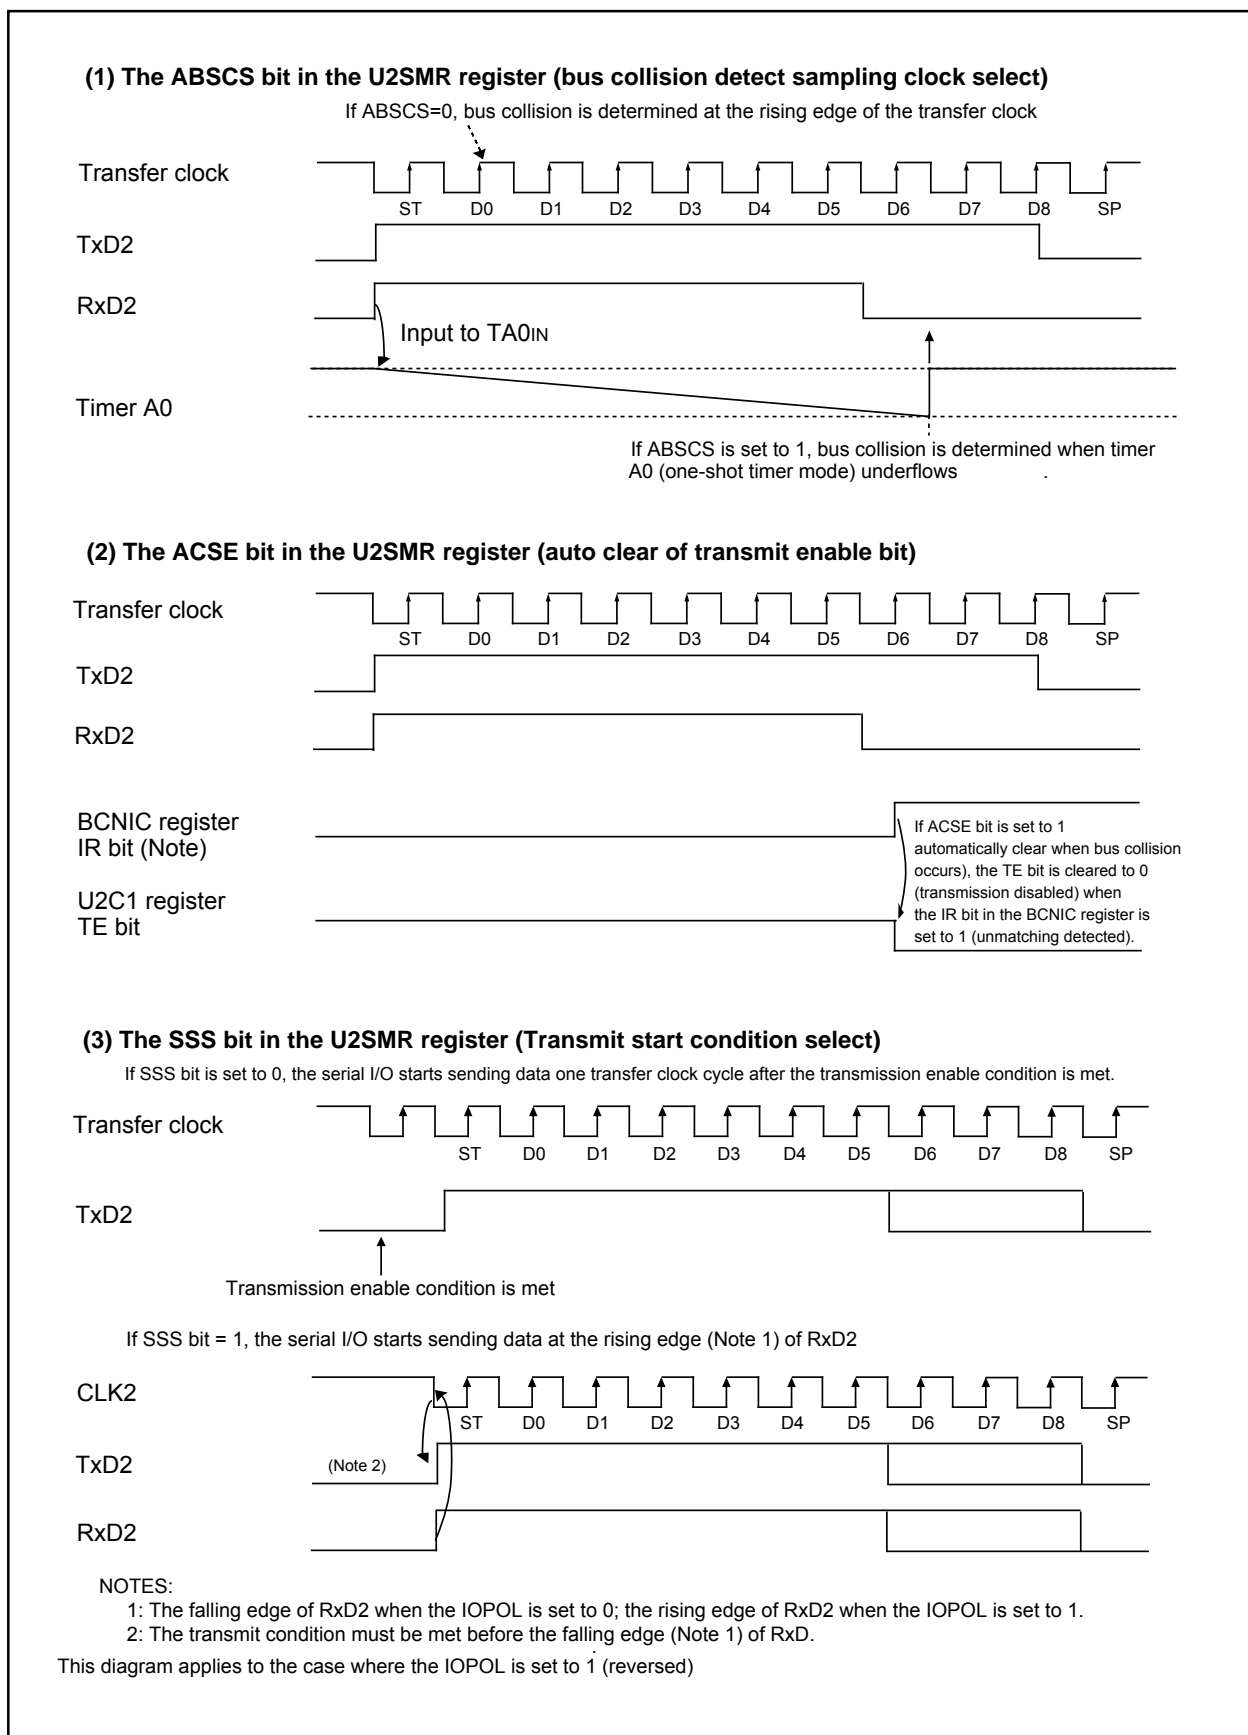 (1) The ABSCS bit in the U2SMR register (bus collision detect sampling clock select)
If ABSCS=0, bus collision is determined at the rising edge of the transfer clock
Transfer clock
ST D0 D1 D2 D3 D4 D5 D6 D7 D8 SP
TxD2
RxD2
Input to TA0IN
Timer A0
If ABSCS is set to 1, bus collision is determined when timer
A0 (one-shot timer mode) underflows .
(2) The ACSE bit in the U2SMR register (auto clear of transmit enable bit)
Transfer clock
ST D0 D1 D2 D3 D4 D5 D6 D7 D8 SP
TxD2
RxD2
BCNIC register
IR bit (Note)
If ACSE bit is set to 1
automatically clear when bus collision
occurs), the TE bit is cleared to 0
(transmission disabled) when
the IR bit in the BCNIC register is
set to 1 (unmatching detected).
U2C1 register
TE bit
(3) The SSS bit in the U2SMR register (Transmit start condition select)
If SSS bit is set to 0, the serial I/O starts sending data one transfer clock cycle after the transmission enable condition is met.
Transfer clock
ST D0 D1 D2 D3 D4 D5 D6 D7 D8 SP
TxD2
Transmission enable condition is met
If SSS bit = 1, the serial I/O starts sending data at the rising edge (Note 1) of RxD2
CLK2
ST D0 D1 D2 D3 D4 D5 D6 D7 D8 SP
TxD2
(Note 2)
RxD2
NOTES:
1: The falling edge of RxD2 when the IOPOL is set to 0; the rising edge of RxD2 when the IOPOL is set to 1.
2: The transmit condition must be met before the falling edge (Note 1) of RxD.
This diagram applies to the case where the IOPOL is set to 1 (reversed)